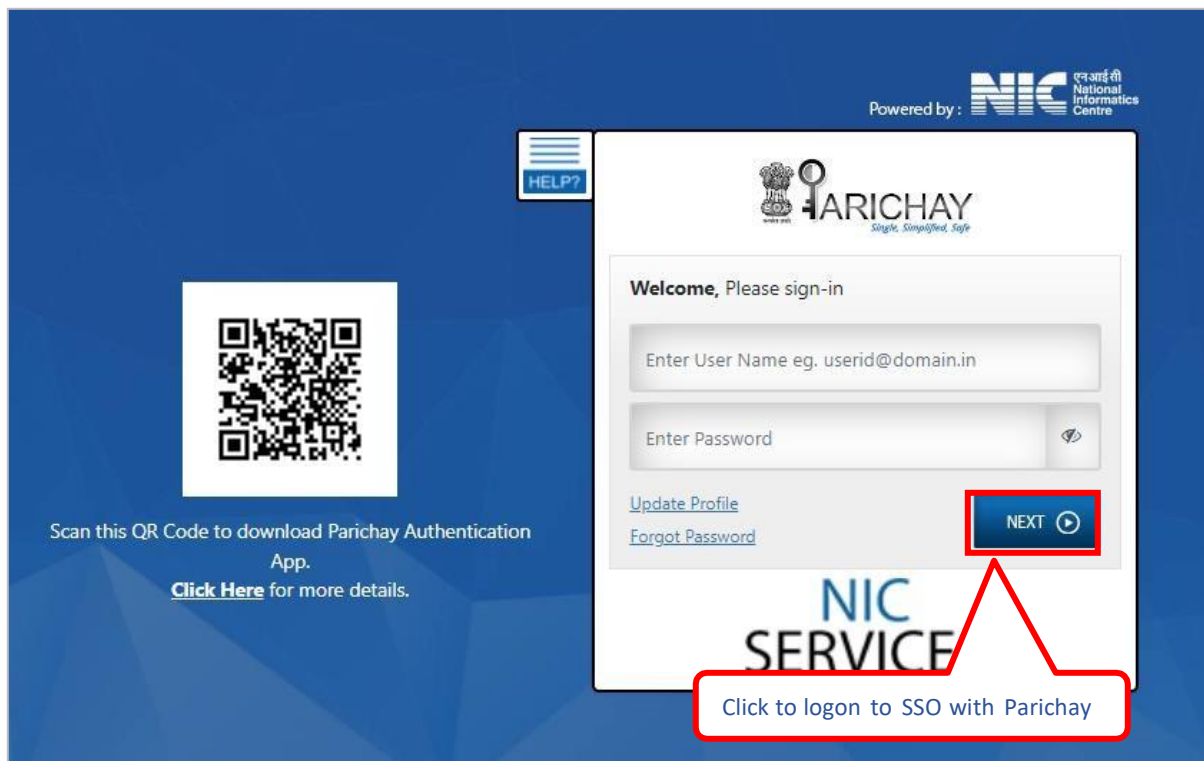 Powered by :
NIC
एनआईसी
National
Informatics
Centre
HELP?
PARICHAY
Single, Simplified, Safe
Welcome, Please sign-in
Enter User Name eg. userid@domain.in
Enter Password
Update Profile
Forgot Password
NEXT
Scan this QR Code to download Parichay Authentication
App.
Click Here for more details.
NIC
SERVICE
Click to logon to SSO with Parichay